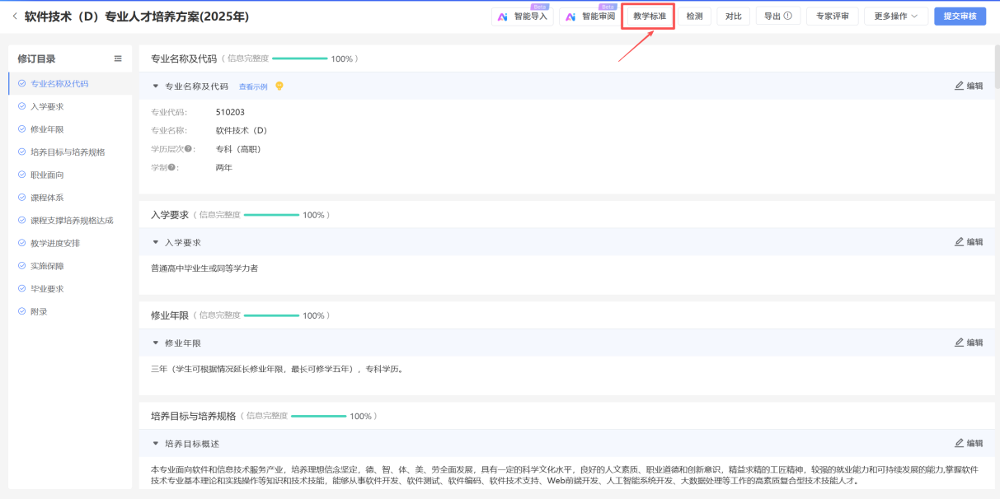 软件技术（D）专业人才培养方案(2025年)
智能导入
Beta
智能审阅
Beta
教学标准
检测
对比
导出
专家评审
更多操作
提交审核
修订目录
专业名称及代码
入学要求
修业年限
培养目标与培养规格
职业面向
课程体系
课程支撑培养规格达成
教学进度安排
实施保障
毕业要求
附录
专业名称及代码（信息完整度 100%）
专业名称及代码 查看示例
编辑
专业代码: 510203
专业名称: 软件技术（D）
学历层次?: 专科（高职）
学制?: 两年
入学要求（信息完整度 100%）
入学要求
编辑
普通高中毕业生或同等学力者
修业年限（信息完整度 100%）
修业年限
编辑
三年（学生可根据情况延长修业年限，最长可修学五年），专科学历。
培养目标与培养规格（信息完整度 100%）
培养目标概述
编辑
本专业面向软件和信息技术服务产业，培养理想信念坚定，德、智、体、美、劳全面发展，具有一定的科学文化水平，良好的人文素质、职业道德和创新意识，精益求精的工匠精神，较强的就业能力和可持续发展的能力,掌握软件
技术专业基本理论和实践操作等知识和技术技能，能够从事软件开发、软件测试、软件编码、软件技术支持、Web前端开发、人工智能系统开发、大数据处理等工作的高素质复合型技术技能人才。